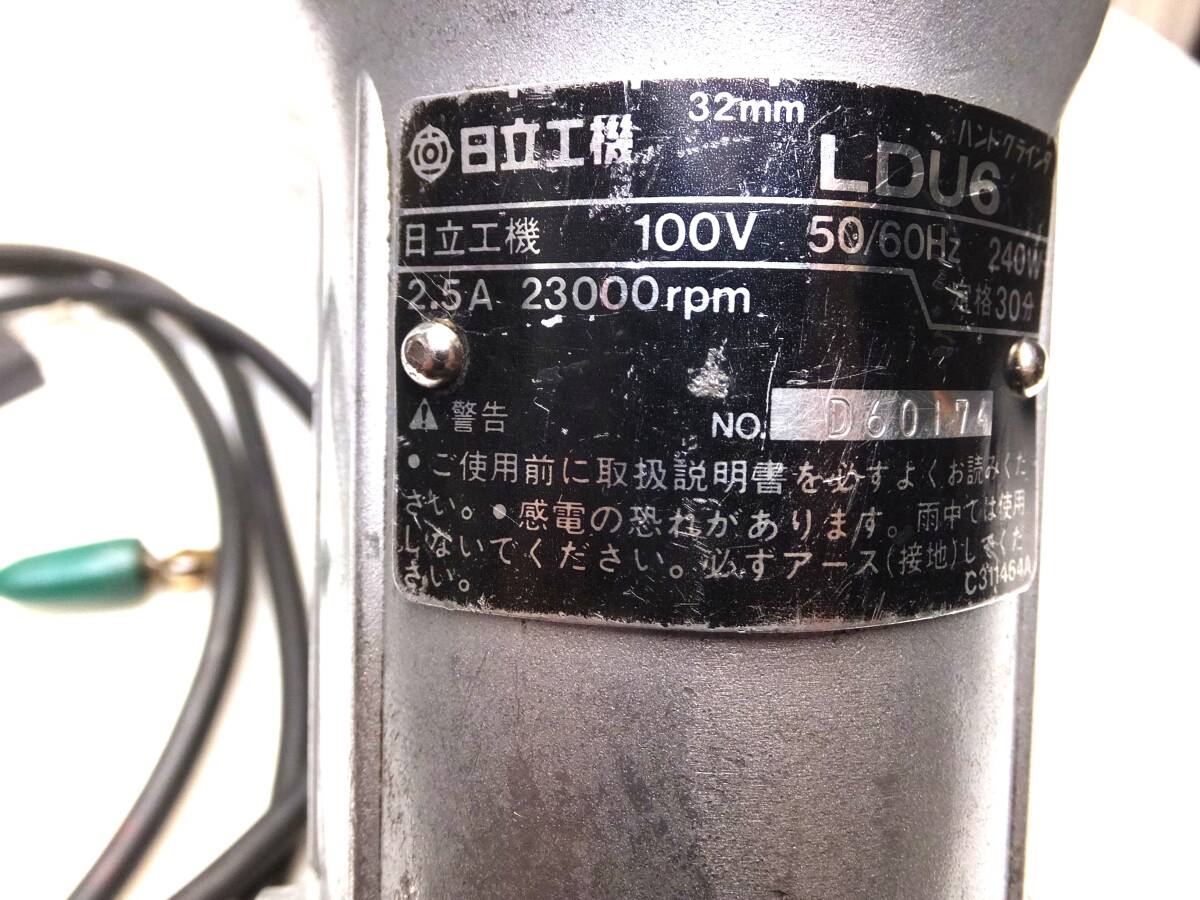 32mm
日立工機 ハンドグラインダ
LDU6
日立工機 100V 50/60Hz 240W
2.5A 23000rpm 定格30分
警告 NO. D60174
•ご使用前に取扱説明書を必ずよくお読みくだ
さい。•感電の恐れがあります。雨中では使用
しないでください。必ずアース(接地)してくだ
さい。 C311464A